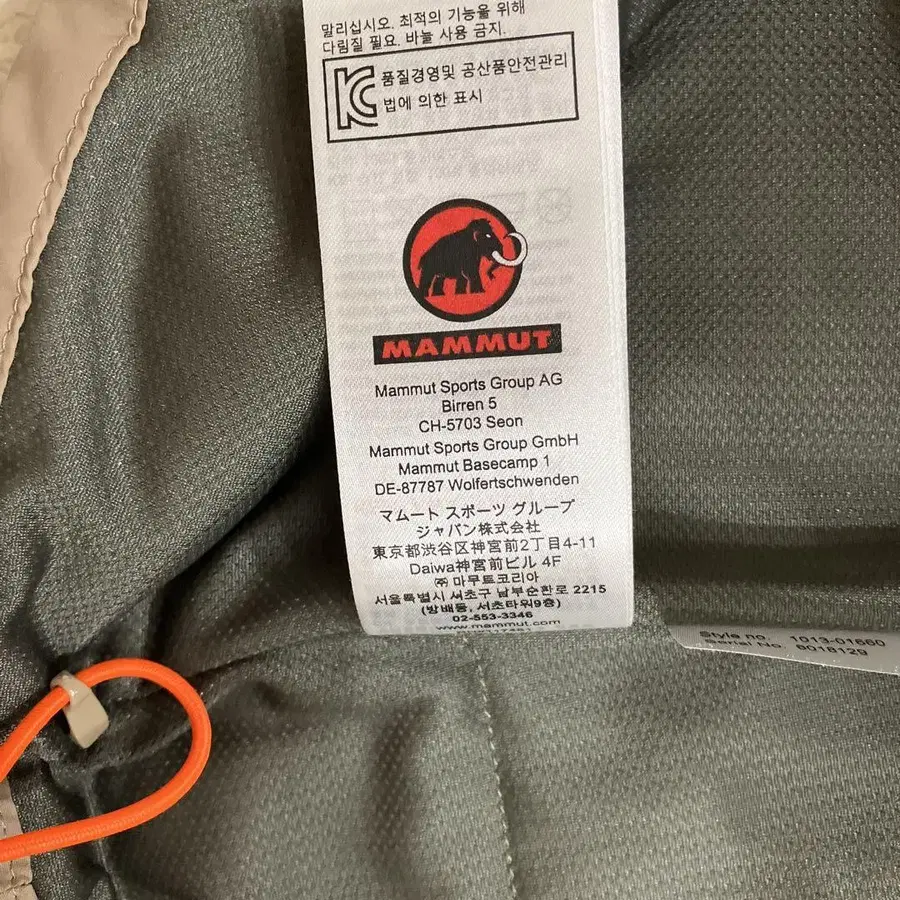 말리십시오. 최적의 기능을 위해
다림질 필요. 바늘 사용 금지.
품질경영및 공산품안전관리
법에 의한 표시
MAMMUT
Mammut Sports Group AG
Birren 5
CH-5703 Seon
Mammut Sports Group GmbH
Mammut Basecamp 1
DE-87787 Wolfertschwenden
マムート スポーツ グループ
ジャパン株式会社
東京都渋谷区神宮前2丁目4-11
Daiwa神宮前ビル 4F
㈜ 마무트코리아
서울특별시 서초구 남부순환로 2215
(방배동, 서초타워9층)
02-553-3346
www.mammut.com
Style no. 1013-01660
Serial No. 8018129